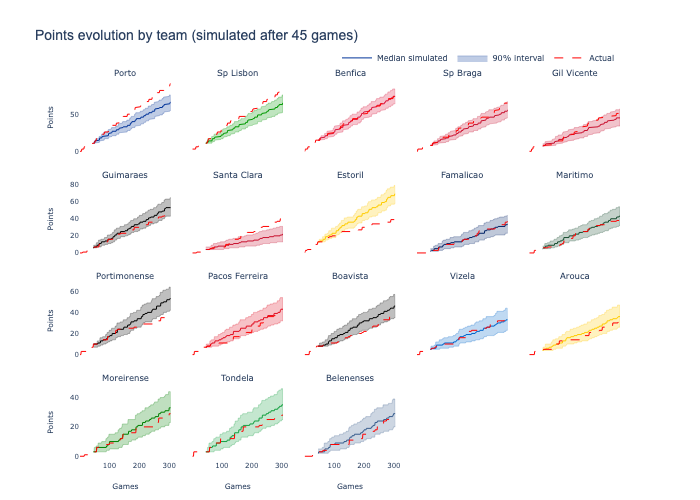 Points evolution by team (simulated after 45 games)
Median simulated 90% interval Actual
Porto Sp Lisbon Benfica Sp Braga Gil Vicente
Points
50
0
Guimaraes Santa Clara Estoril Famalicao Maritimo
Points
80
60
40
20
0
Portimonense Pacos Ferreira Boavista Vizela Arouca
Points
60
40
20
0
Moreirense Tondela Belenenses
Points
40
20
0
100 200 300 100 200 300 100 200 300
Games Games